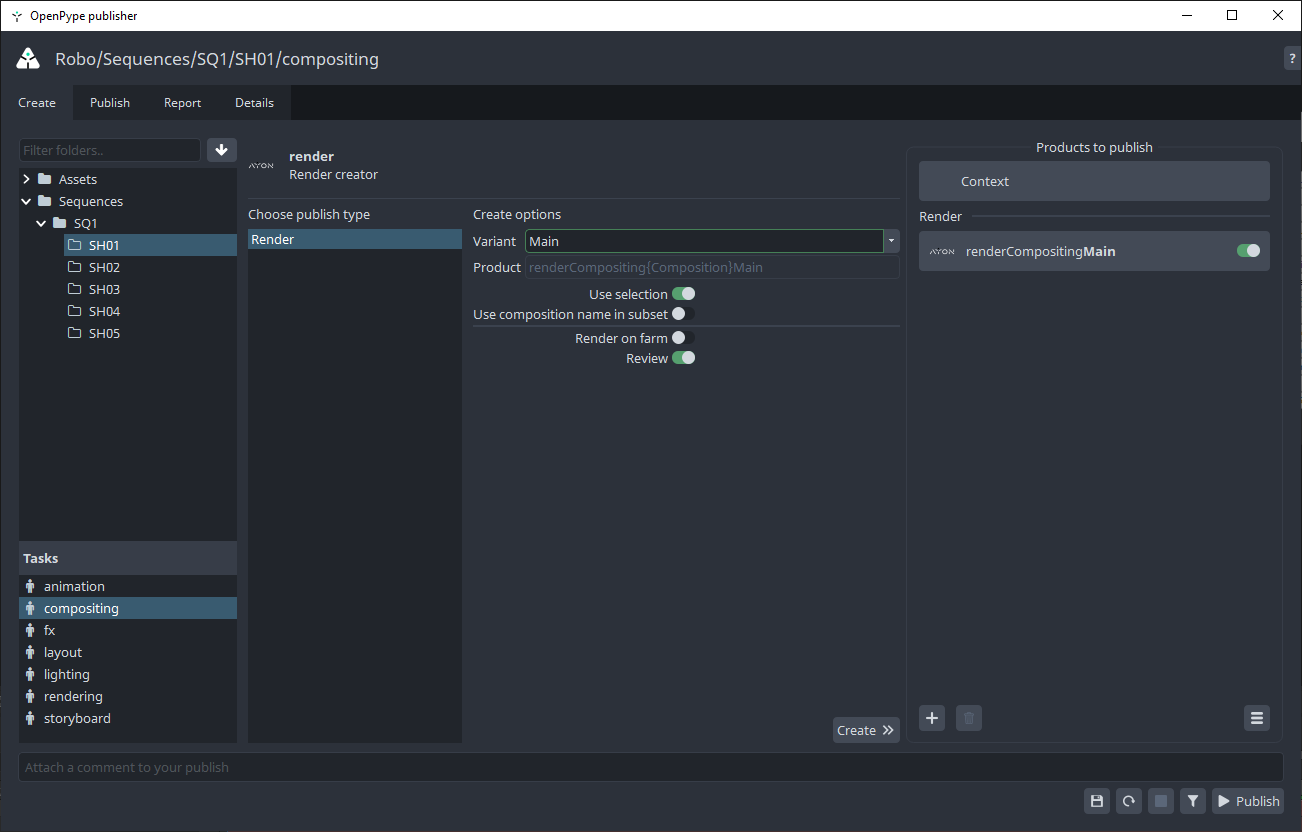 OpenPype publisher
Robo/Sequences/SQ1/SH01/compositing
?
Create
Publish
Report
Details
Filter folders..
Assets
Sequences
SQ1
SH01
SH02
SH03
SH04
SH05
Tasks
animation
compositing
fx
layout
lighting
rendering
storyboard
AYON
render
Render creator
Choose publish type
Render
Create options
Variant Main
Product renderCompositing{Composition}Main
Use selection
Use composition name in subset
Render on farm
Review
Create
Products to publish
Context
Render
AYON renderCompositingMain
Attach a comment to your publish
Publish